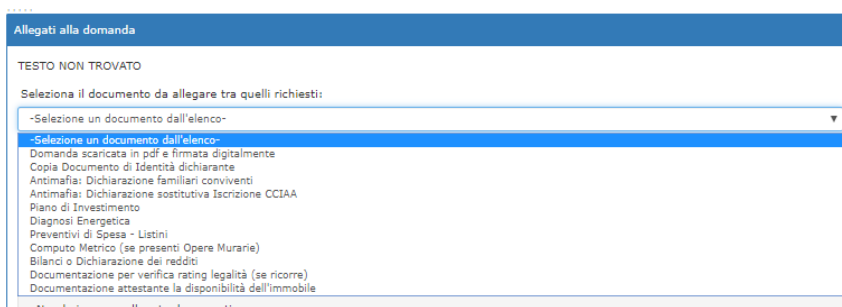 .....
Allegati alla domanda
TESTO NON TROVATO
Seleziona il documento da allegare tra quelli richiesti:
-Selezione un documento dall'elenco-
-Selezione un documento dall'elenco-
Domanda scaricata in pdf e firmata digitalmente
Copia Documento di Identità dichiarante
Antimafia: Dichiarazione familiari conviventi
Antimafia: Dichiarazione sostitutiva Iscrizione CCIAA
Piano di Investimento
Diagnosi Energetica
Preventivi di Spesa - Listini
Computo Metrico (se presenti Opere Murarie)
Bilanci o Dichiarazione dei redditi
Documentazione per verifica rating legalità (se ricorre)
Documentazione attestante la disponibilità dell'immobile